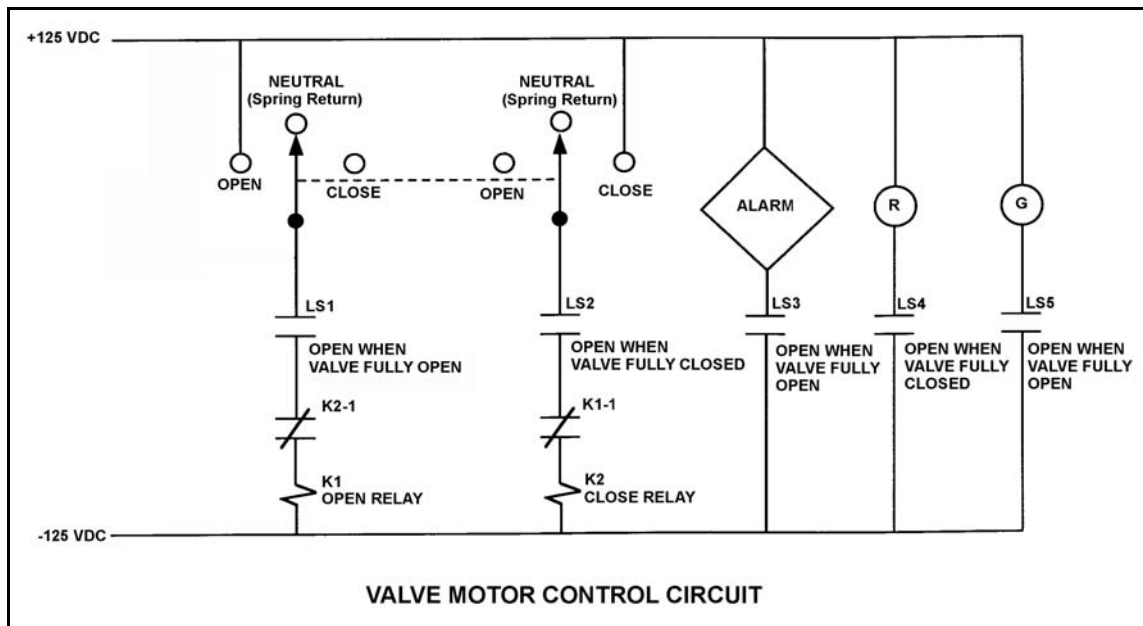 +125 VDC
NEUTRAL
(Spring Return)
OPEN
CLOSE
NEUTRAL
(Spring Return)
OPEN
CLOSE
ALARM
R
G
LS1
OPEN WHEN
VALVE FULLY OPEN
LS2
OPEN WHEN
VALVE FULLY CLOSED
LS3
OPEN WHEN
VALVE FULLY
OPEN
LS4
OPEN WHEN
VALVE FULLY
CLOSED
LS5
OPEN WHEN
VALVE FULLY
OPEN
K2-1
K1-1
K1
OPEN RELAY
K2
CLOSE RELAY
-125 VDC
VALVE MOTOR CONTROL CIRCUIT